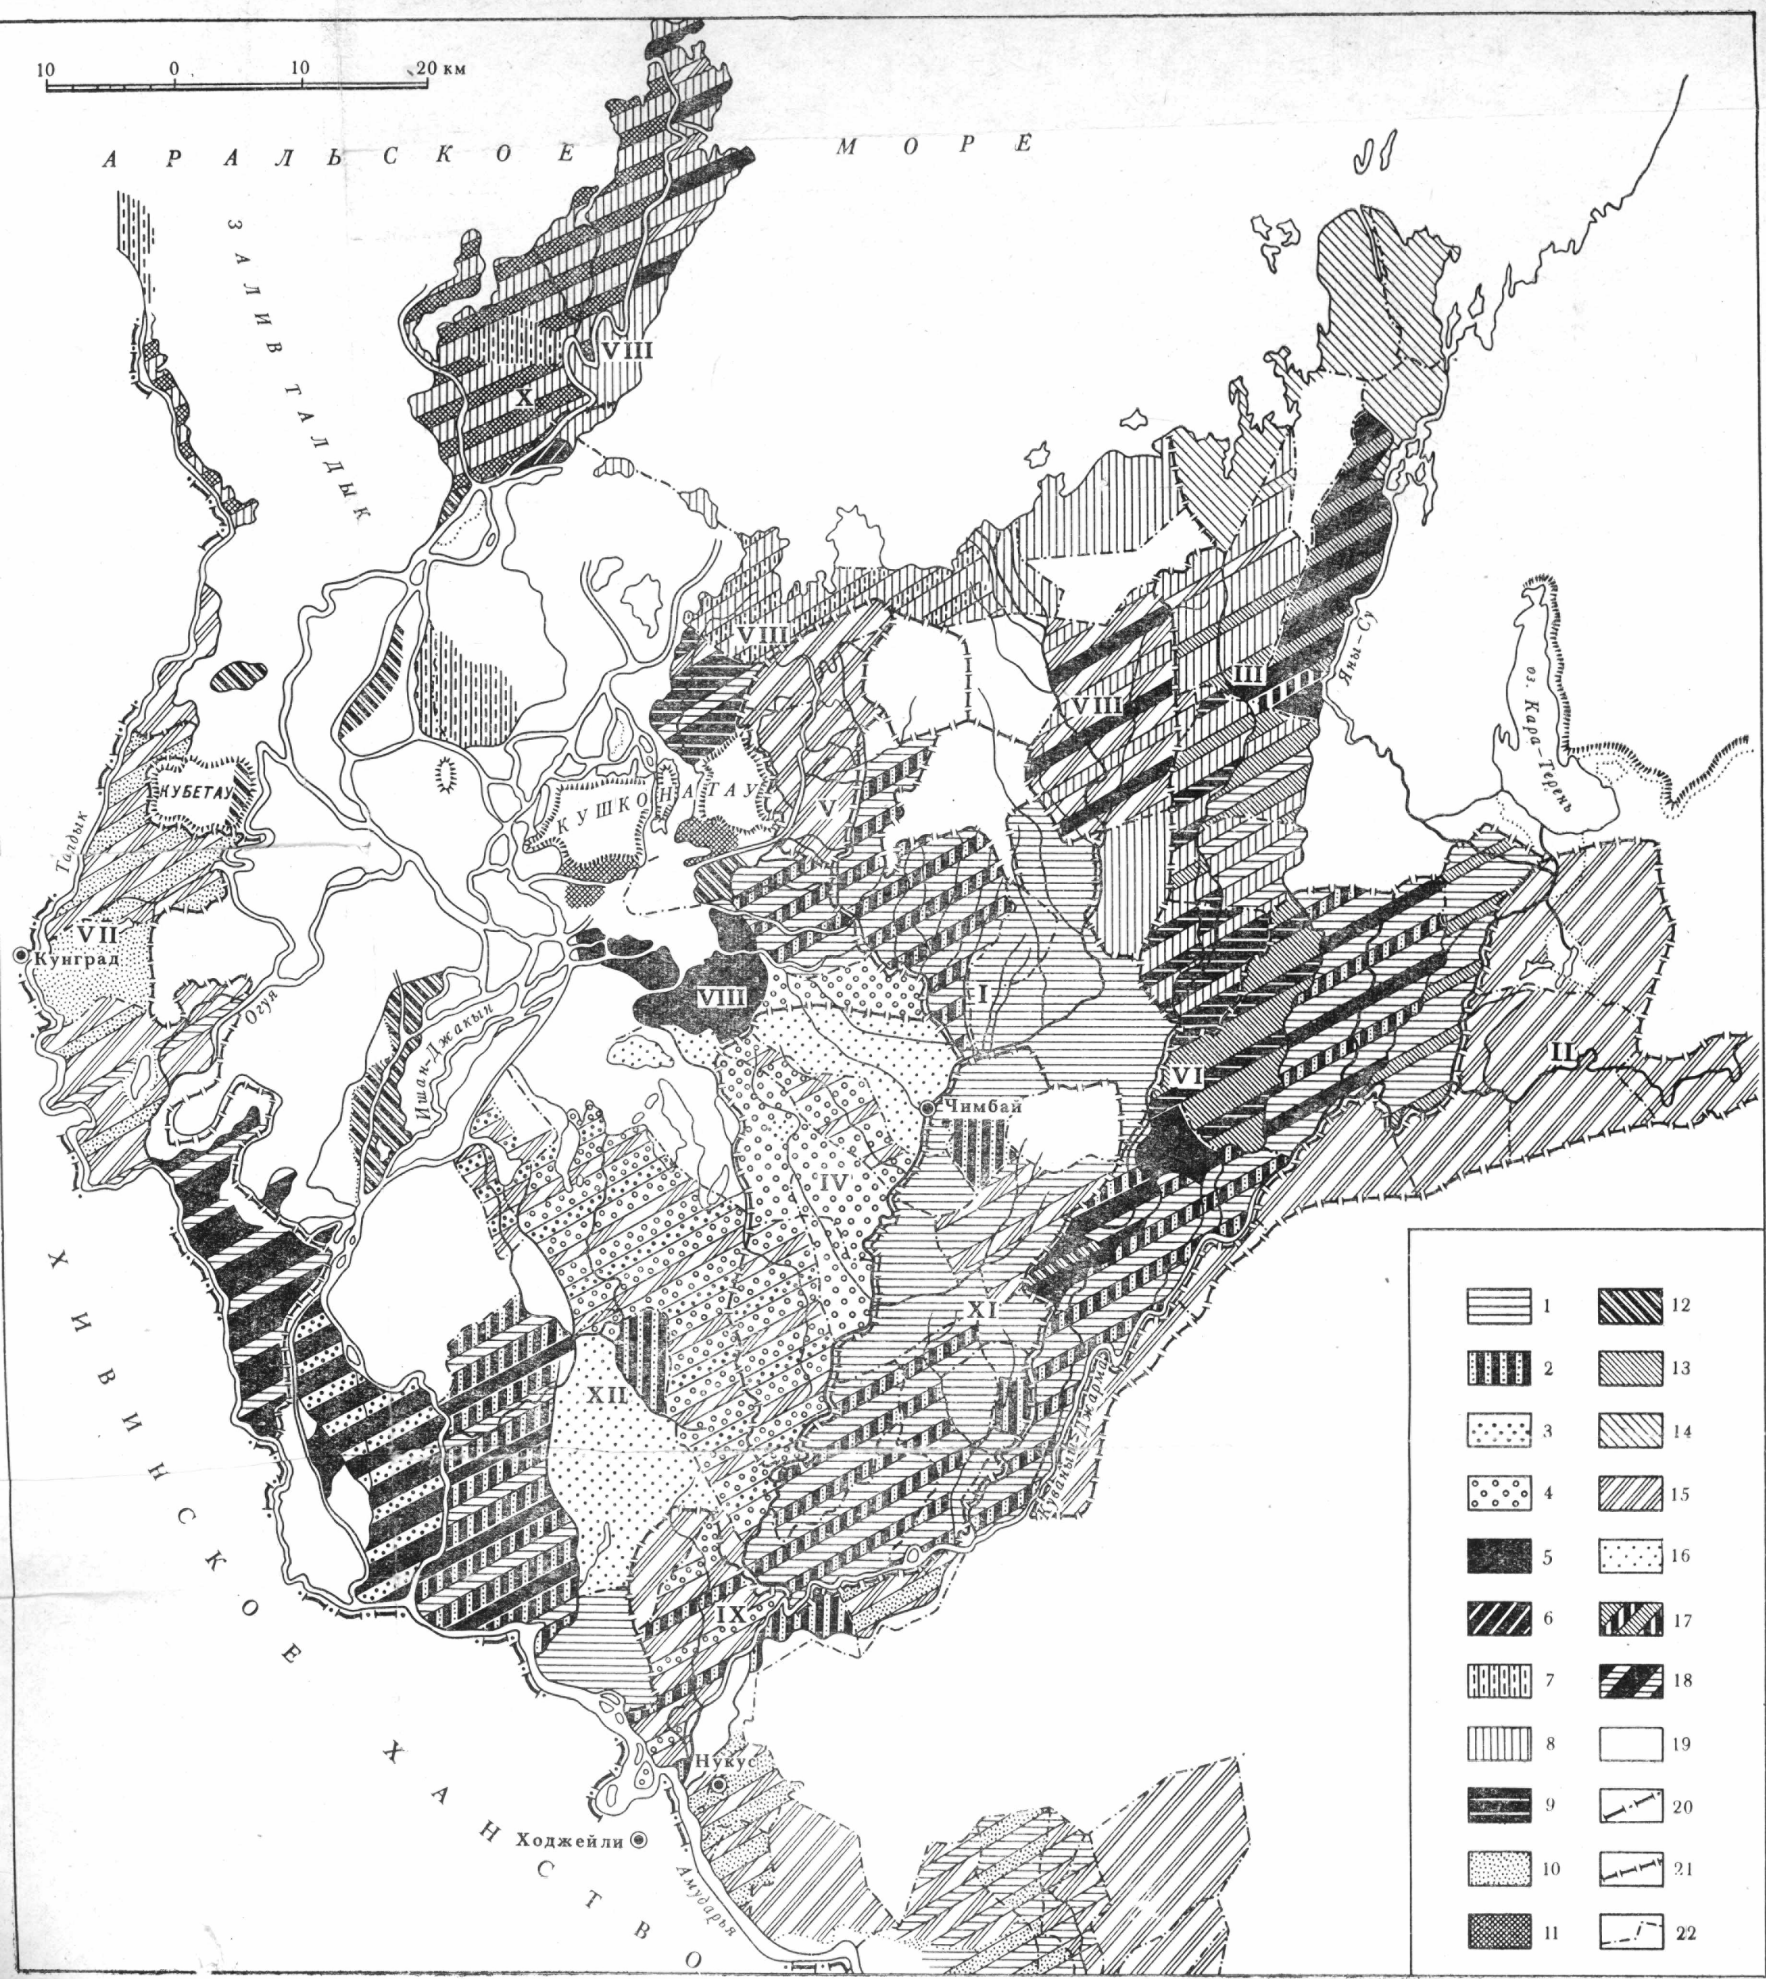 10 0 10 20 км
АРАЛЬСКОЕ МОРЕ
ЗАЛИВ ТАЛДЫК
VIII
X
VIII
III
VIII
Яны-Су
оз. Кара-Терень
КУБЕТАУ
КУШКОНАТАУ
V
Талдык
VII
Кунград
VIII
I
Огуз
Ишан-Джакып
II
VI
Чимбай
IV
XI
XII
IX
Куваныш-Джарма
Нукус
Ходжейли
Амударья
ХИВИНСКОЕ ХАНСТВО
1
2
3
4
5
6
7
8
9
10
11
12
13
14
15
16
17
18
19
20
21
22